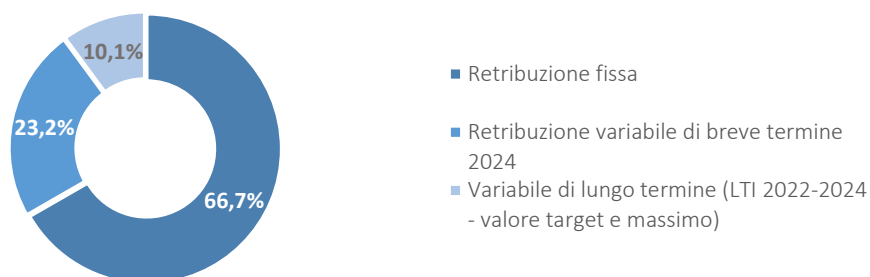 10,1%
23,2%
66,7%
Retribuzione fissa
Retribuzione variabile di breve termine
2024
Variabile di lungo termine (LTI 2022-2024
- valore target e massimo)